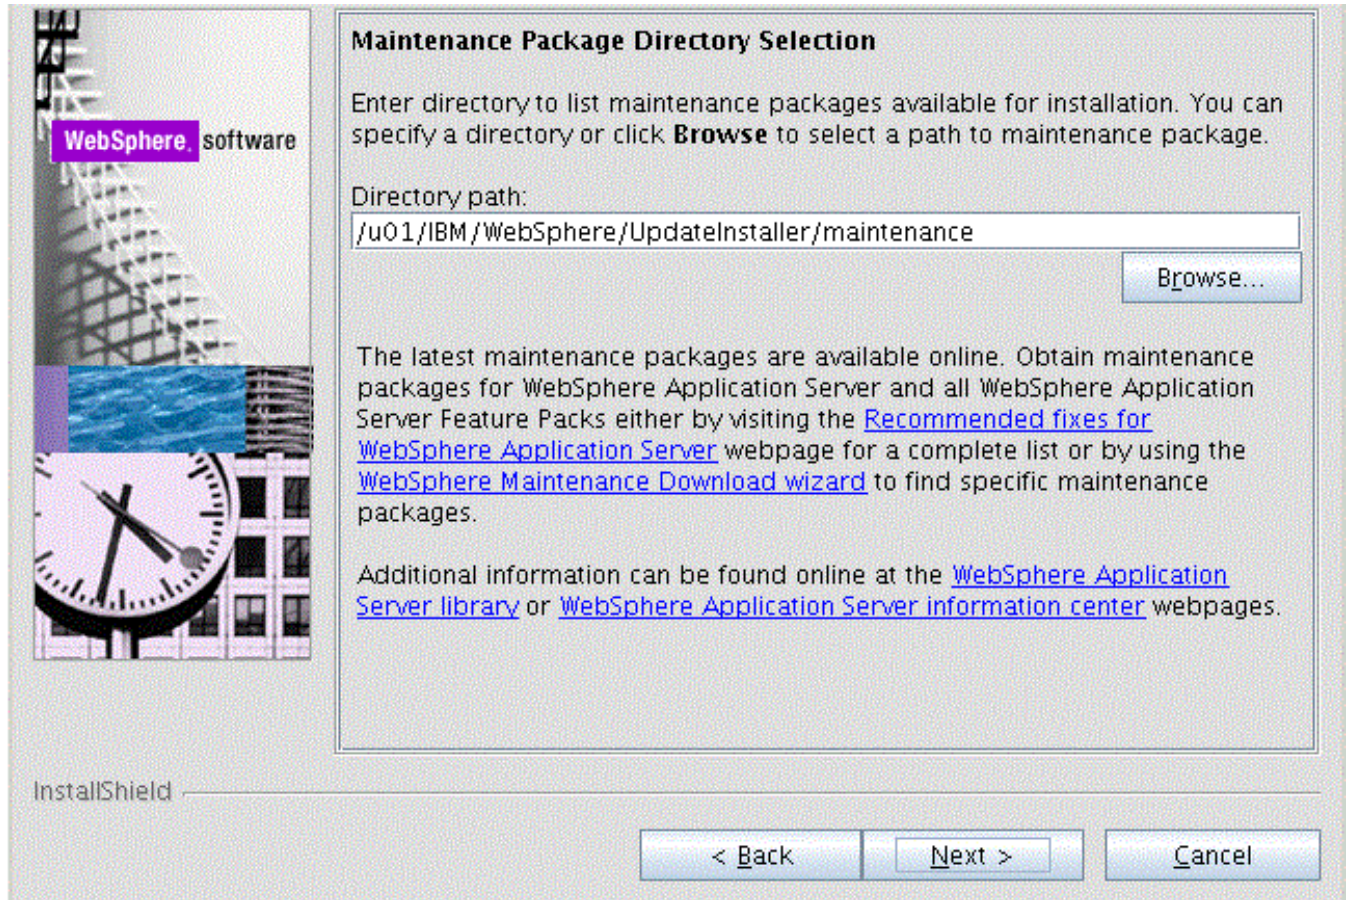 Maintenance Package Directory Selection
Enter directory to list maintenance packages available for installation. You can
specify a directory or click Browse to select a path to maintenance package.
WebSphere. software
Directory path:
/u01/IBM/WebSphere/UpdateInstaller/maintenance
Browse...
The latest maintenance packages are available online. Obtain maintenance
packages for WebSphere Application Server and all WebSphere Application
Server Feature Packs either by visiting the Recommended fixes for
WebSphere Application Server webpage for a complete list or by using the
WebSphere Maintenance Download wizard to find specific maintenance
packages.
Additional information can be found online at the WebSphere Application
Server library or WebSphere Application Server information center webpages.
InstallShield
< Back
Next >
Cancel